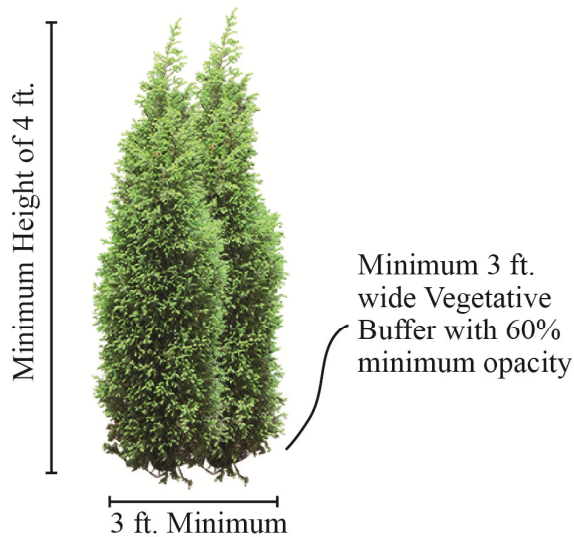 Minimum Height of 4 ft.
Minimum 3 ft.
wide Vegetative
Buffer with 60%
minimum opacity
3 ft. Minimum